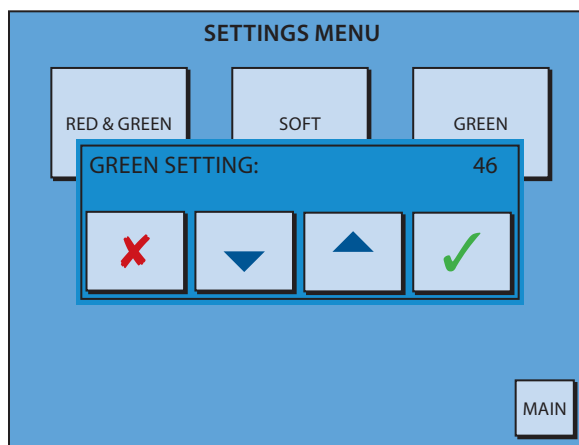 SETTINGS MENU
RED & GREEN SOFT GREEN
GREEN SETTING: 46
MAIN